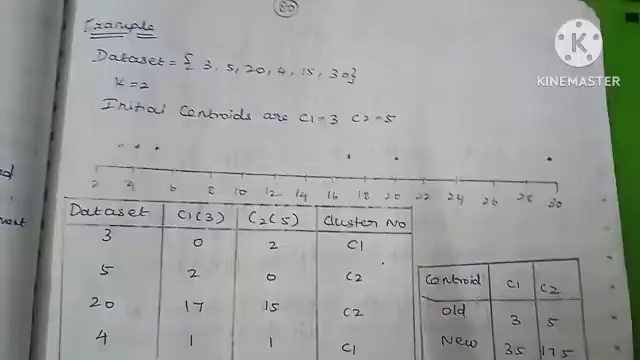 80
Example
Dataset = { 3, 5, 20, 4, 15, 30}
K=2
Initial Centroids are C1=3 C2=5
KINEMASTER
2 4 6 8 10 12 14 16 18 20 22 24 26 28 30
Dataset C1(3) C2(5) Cluster No
3 0 2 C1
5 2 0 C2
20 17 15 C2
4 1 1 C1
Centroid C1 C2
old 3 5
New 3.5 17.5